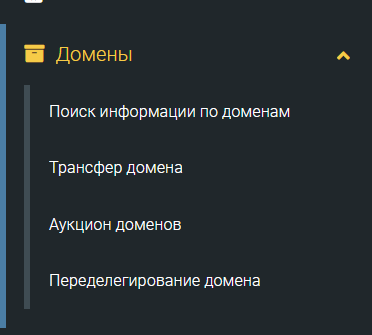 Домены
Поиск информации по доменам
Трансфер домена
Аукцион доменов
Переделегирование домена